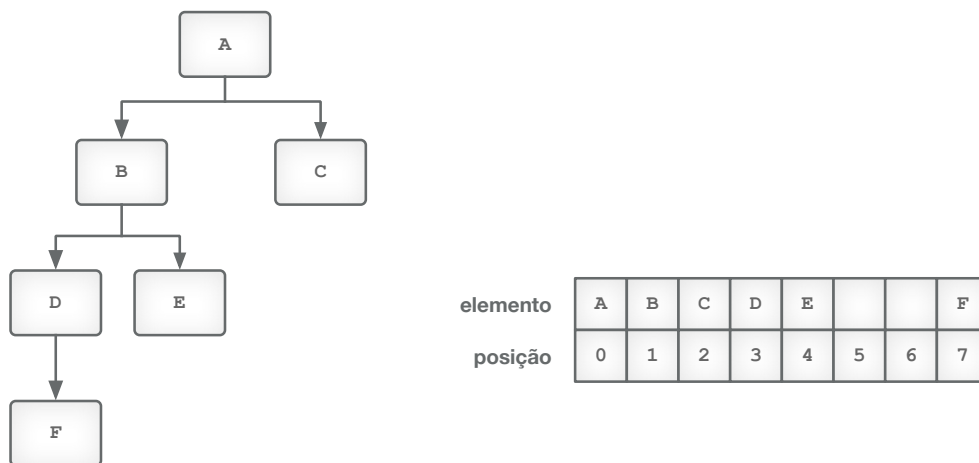 A
B C
D E
F
elemento A B C D E F
posição 0 1 2 3 4 5 6 7